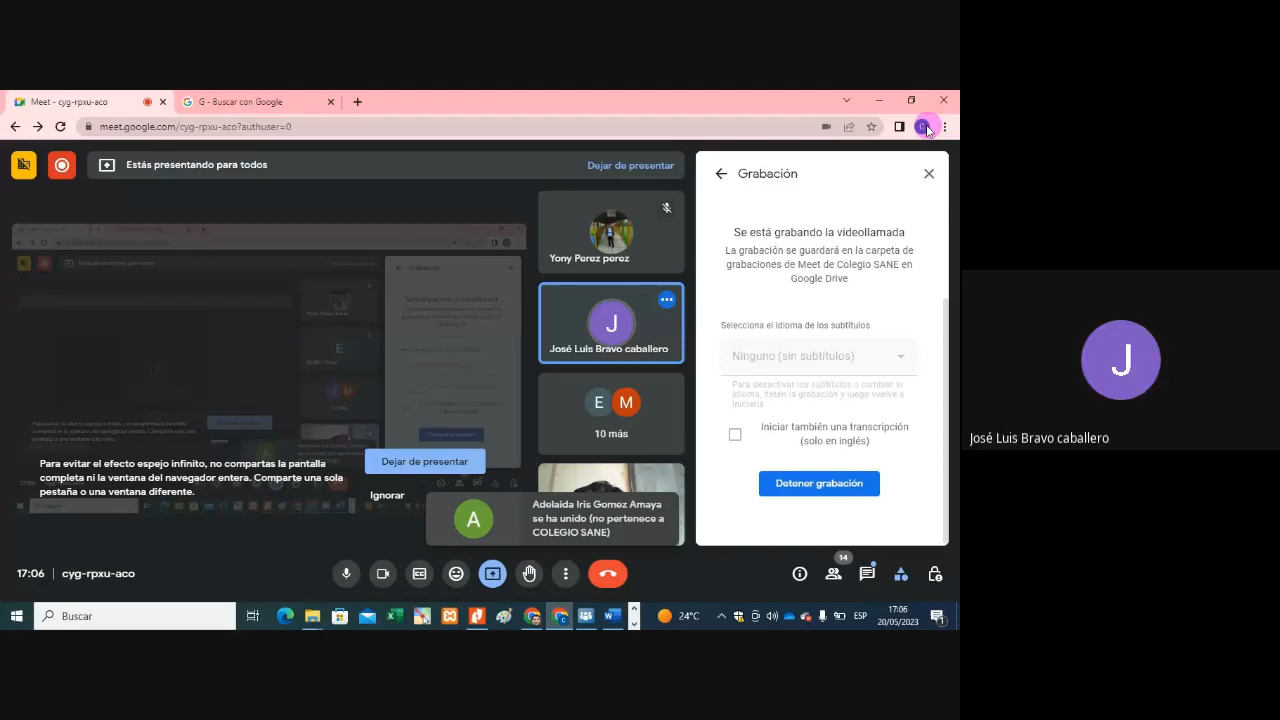 Meet - cyg-rpxu-aco
G - Buscar con Google
meet.google.com/cyg-rpxu-aco?authuser=0
Estás presentando para todos
Dejar de presentar
Grabación
Yony Perez perez
Se está grabando la videollamada
La grabación se guardará en la carpeta de
grabaciones de Meet de Colegio SANE en
Google Drive
J
José Luis Bravo caballero
Selecciona el idioma de los subtítulos
Ninguno (sin subtítulos)
Para desactivar los subtítulos o cambiar el
idioma, detén la grabación y luego vuelve a
iniciarla
E M
10 más
Iniciar también una transcripción
(solo en inglés)
Para evitar el efecto espejo infinito, no compartas la pantalla
completa ni la ventana del navegador entera. Comparte una sola
pestaña o una ventana diferente.
Dejar de presentar
Ignorar
A
Adelaida Iris Gomez Amaya
se ha unido (no pertenece a
COLEGIO SANE)
Detener grabación
17:06 | cyg-rpxu-aco
14
Buscar
24°C
ESP
17:06
20/05/2023
1
J
José Luis Bravo caballero